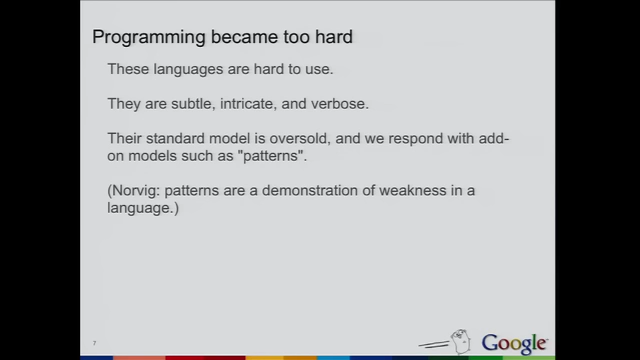 Programming became too hard
These languages are hard to use.
They are subtle, intricate, and verbose.
Their standard model is oversold, and we respond with add-
on models such as "patterns".
(Norvig: patterns are a demonstration of weakness in a
language.)
7
Google